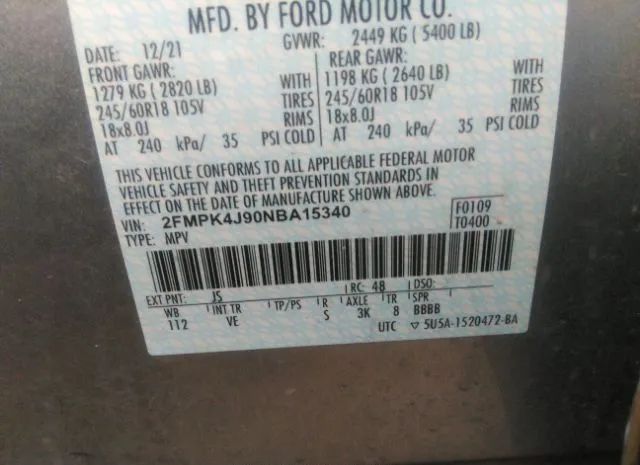 MFD. BY FORD MOTOR CO.
DATE: 12/21 GVWR: 2449 KG ( 5400 LB)
FRONT GAWR: REAR GAWR:
1279 KG ( 2820 LB) WITH 1198 KG ( 2640 LB) WITH
245/60R18 105V TIRES 245/60R18 105V TIRES
18x8.0J RIMS 18x8.0J RIMS
AT 240 kPa/ 35 PSI COLD AT 240 kPa/ 35 PSI COLD
THIS VEHICLE CONFORMS TO ALL APPLICABLE FEDERAL MOTOR
VEHICLE SAFETY AND THEFT PREVENTION STANDARDS IN
EFFECT ON THE DATE OF MANUFACTURE SHOWN ABOVE.
VIN: 2FMPK4J90NBA15340 F0109
TYPE: MPV T0400
EXT PNT: JS RC: 48 DSO:
WB INT TR TP/PS R AXLE TR SPR
112 VE S 3K 8 BBBB
UTC ▽ 5U5A-1520472-BA